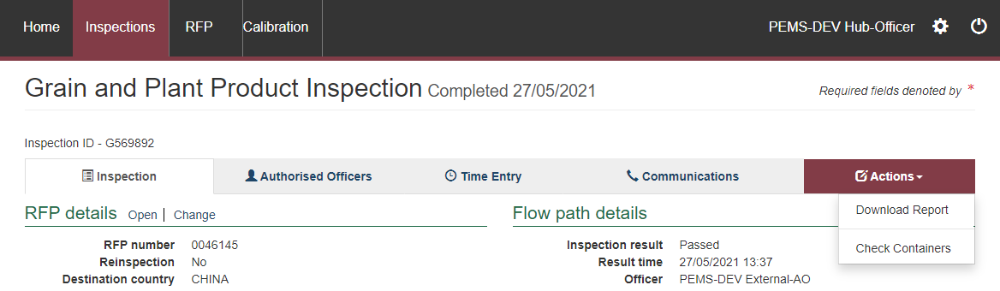 Home Inspections RFP Calibration PEMS-DEV Hub-Officer
Grain and Plant Product Inspection Completed 27/05/2021
Required fields denoted by *
Inspection ID - G569892
Inspection Authorised Officers Time Entry Communications Actions
Download Report
Check Containers
RFP details Open | Change
RFP number 0046145
Reinspection No
Destination country CHINA
Flow path details
Inspection result Passed
Result time 27/05/2021 13:37
Officer PEMS-DEV External-AO